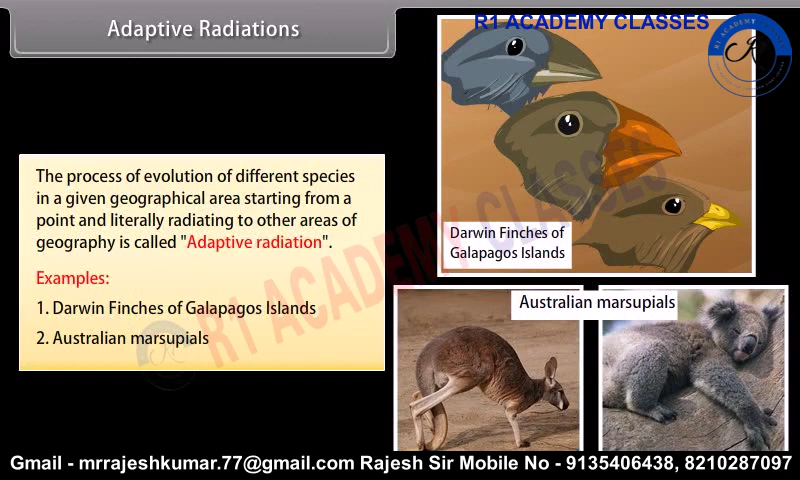 Adaptive Radiations
R1 ACADEMY CLASSES
The process of evolution of different species
in a given geographical area starting from a
point and literally radiating to other areas of
geography is called "Adaptive radiation".
Examples:
1. Darwin Finches of Galapagos Islands
2. Australian marsupials
Darwin Finches of
Galapagos Islands
Australian marsupials
R1 ACADEMY CLASSES
Gmail - mrrajeshkumar.77@gmail.com Rajesh Sir Mobile No - 9135406438, 8210287097